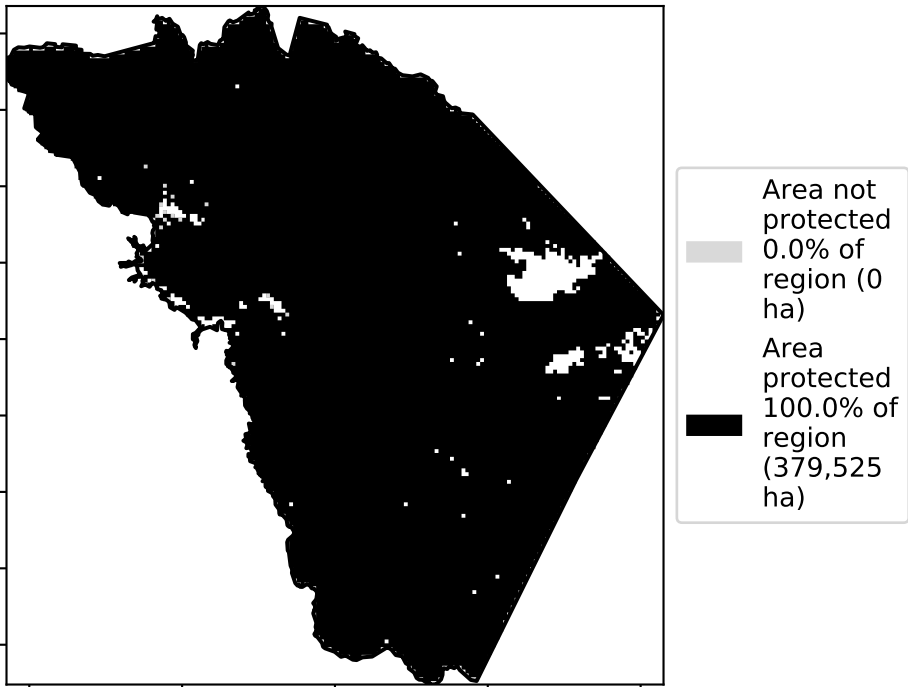 Area not
protected
0.0% of
region (0
ha)
Area
protected
100.0% of
region
(379,525
ha)